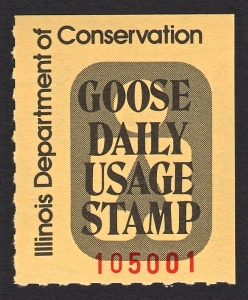 Illinois Department of Conservation
GOOSE
DAILY
USAGE
STAMP
105001